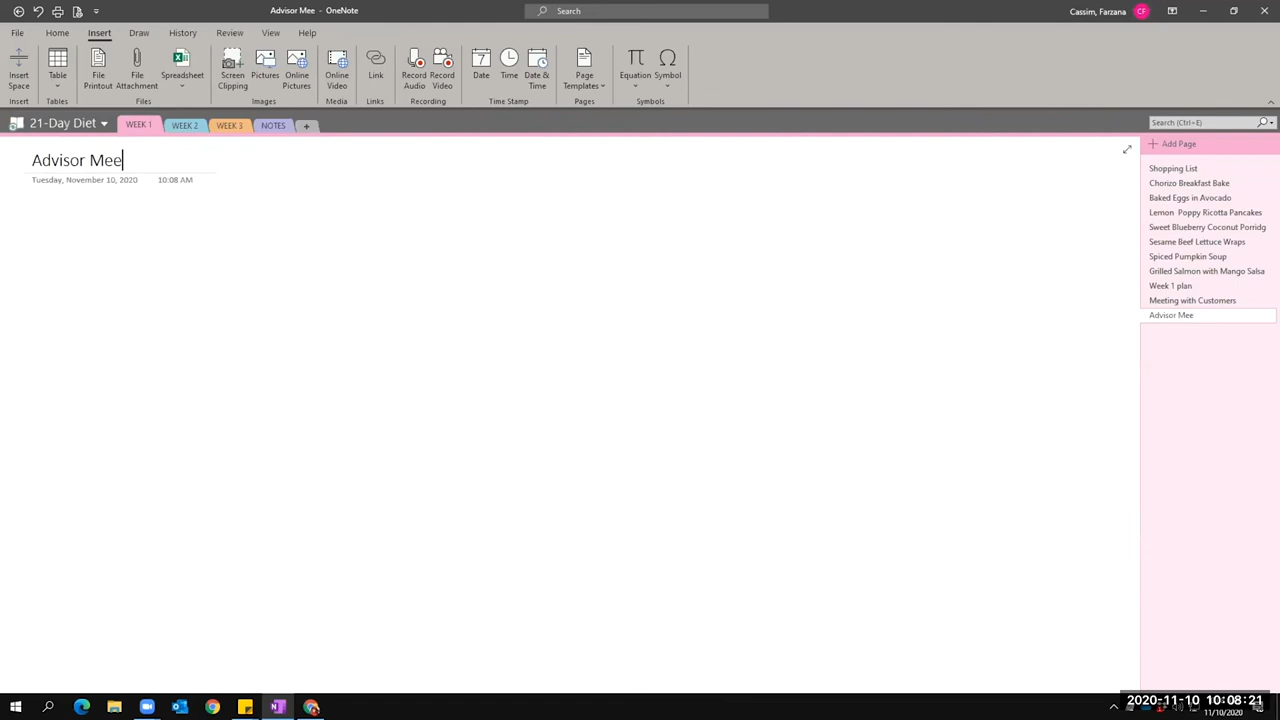 Advisor Mee - OneNote
Search
Cassim, Farzana
CF
File Home Insert Draw History Review View Help
Insert Space
Table
File Printout
File Attachment
Spreadsheet
Screen Clipping
Pictures
Online Pictures
Online Video
Link
Record Audio
Record Video
Date
Time
Date & Time
Page Templates
Equation
Symbol
Insert Tables Files Images Media Links Recording Time Stamp Pages Symbols
21-Day Diet WEEK 1 WEEK 2 WEEK 3 NOTES +
Search (Ctrl+E)
Advisor Mee
Tuesday, November 10, 2020 10:08 AM
Add Page
Shopping List
Chorizo Breakfast Bake
Baked Eggs in Avocado
Lemon Poppy Ricotta Pancakes
Sweet Blueberry Coconut Porridg
Sesame Beef Lettuce Wraps
Spiced Pumpkin Soup
Grilled Salmon with Mango Salsa
Week 1 plan
Meeting with Customers
Advisor Mee
2020-11-10 10:08:21
11/10/2020